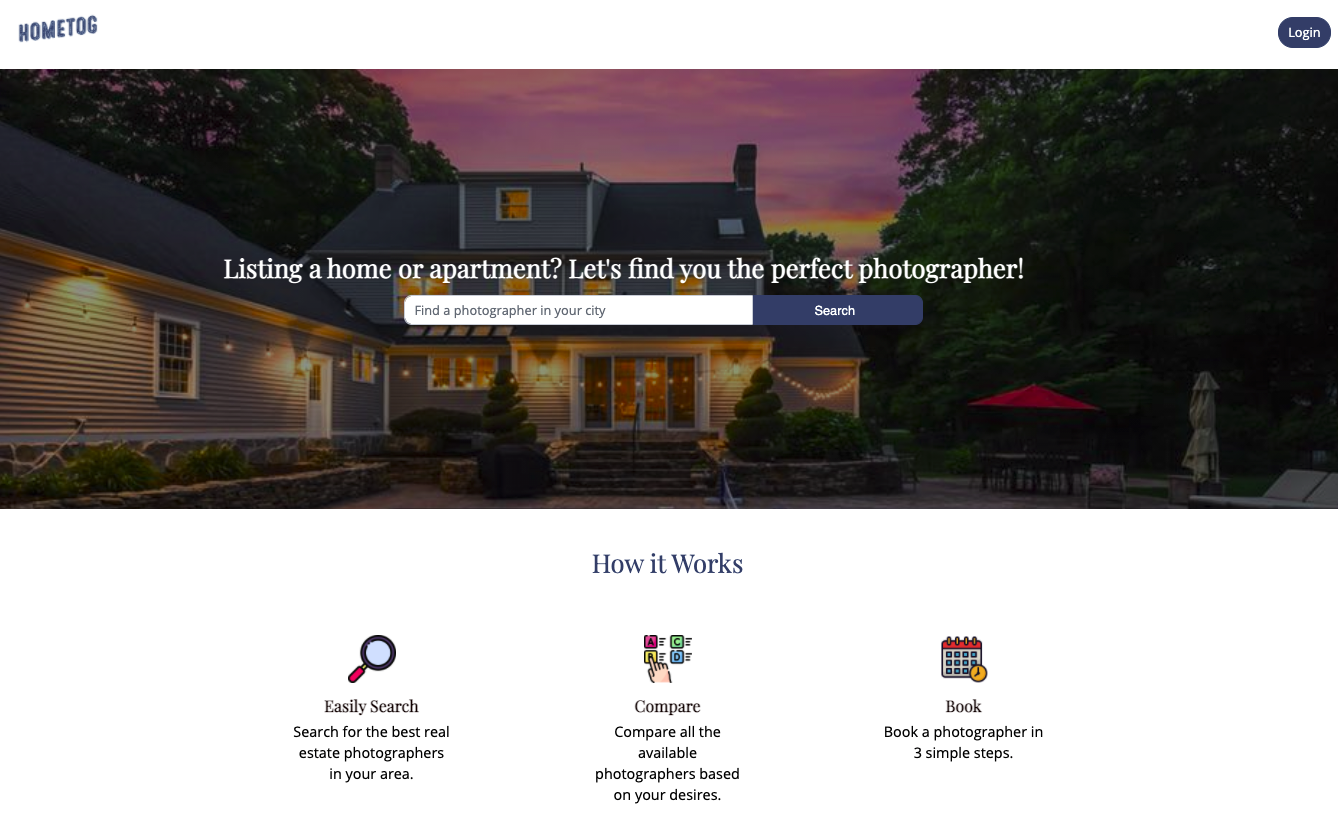 HOMETOG
Login
Listing a home or apartment? Let's find you the perfect photographer!
Find a photographer in your city
Search
How it Works
A
C
B
D
Easily Search
Search for the best real
estate photographers
in your area.
Compare
Compare all the
available
photographers based
on your desires.
Book
Book a photographer in
3 simple steps.